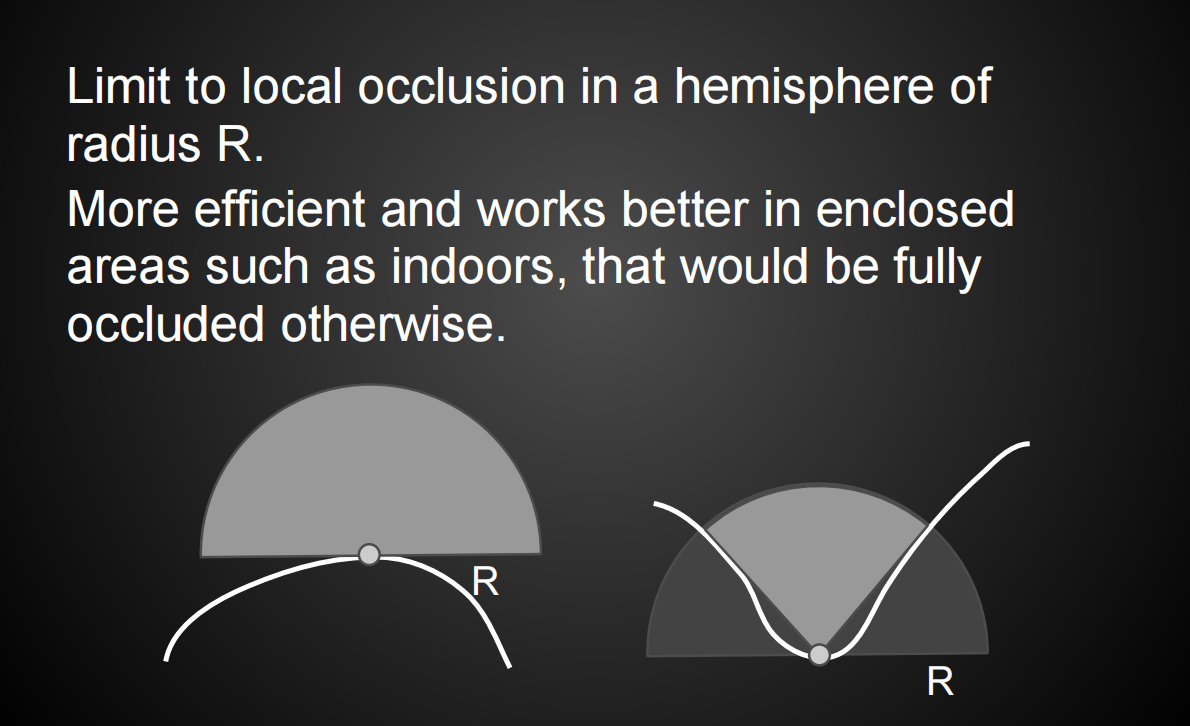 Limit to local occlusion in a hemisphere of
radius R.
More efficient and works better in enclosed
areas such as indoors, that would be fully
occluded otherwise.
R
R